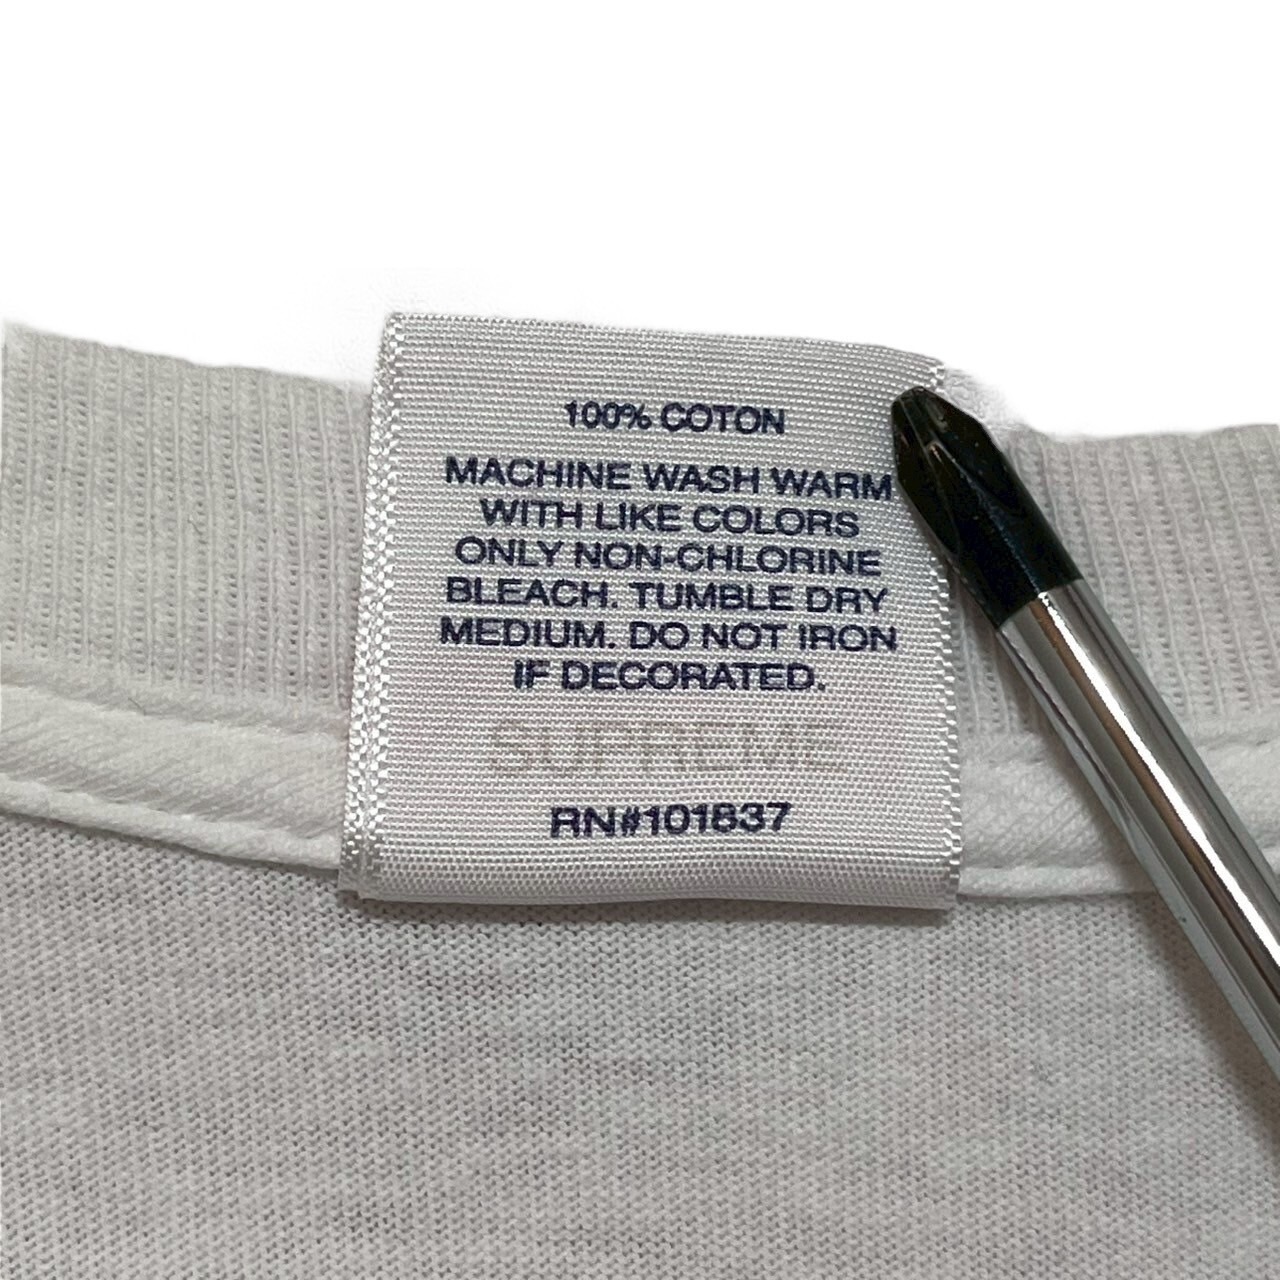 100% COTON
MACHINE WASH WARM
WITH LIKE COLORS
ONLY NON-CHLORINE
BLEACH. TUMBLE DRY
MEDIUM. DO NOT IRON
IF DECORATED.
SUPREME
RN#101837